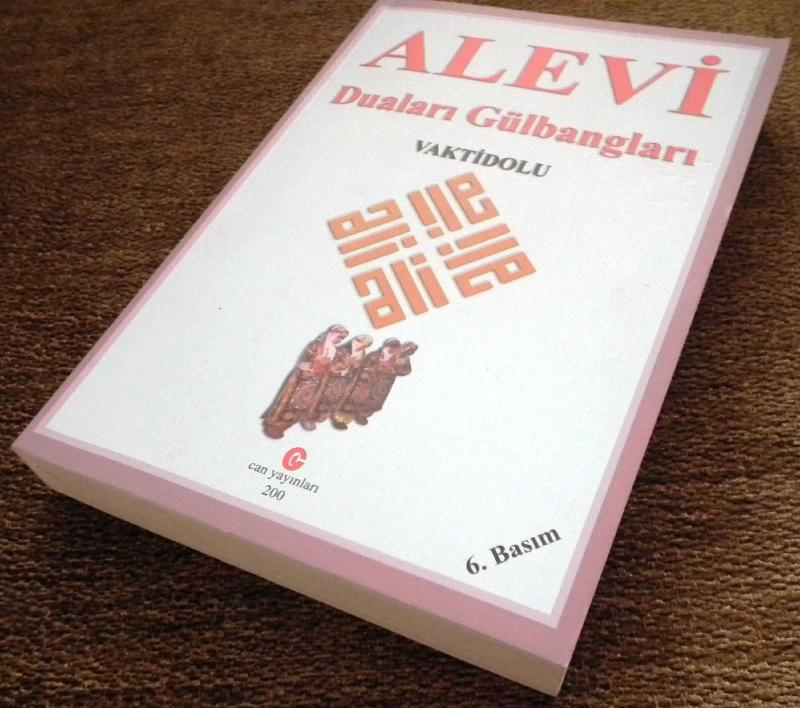 ALEVİ
Duaları Gülbangları
VAKTİDOLU
can yayınları
200
6. Basım